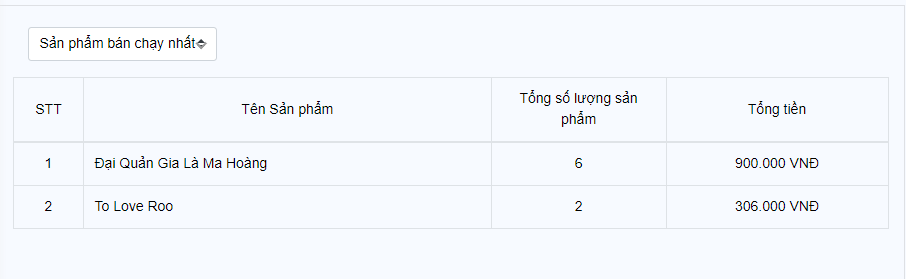 Sản phẩm bán chạy nhất
STT Tên Sản phẩm Tổng số lượng sản phẩm Tổng tiền
1 Đại Quản Gia Là Ma Hoàng 6 900.000 VNĐ
2 To Love Roo 2 306.000 VNĐ